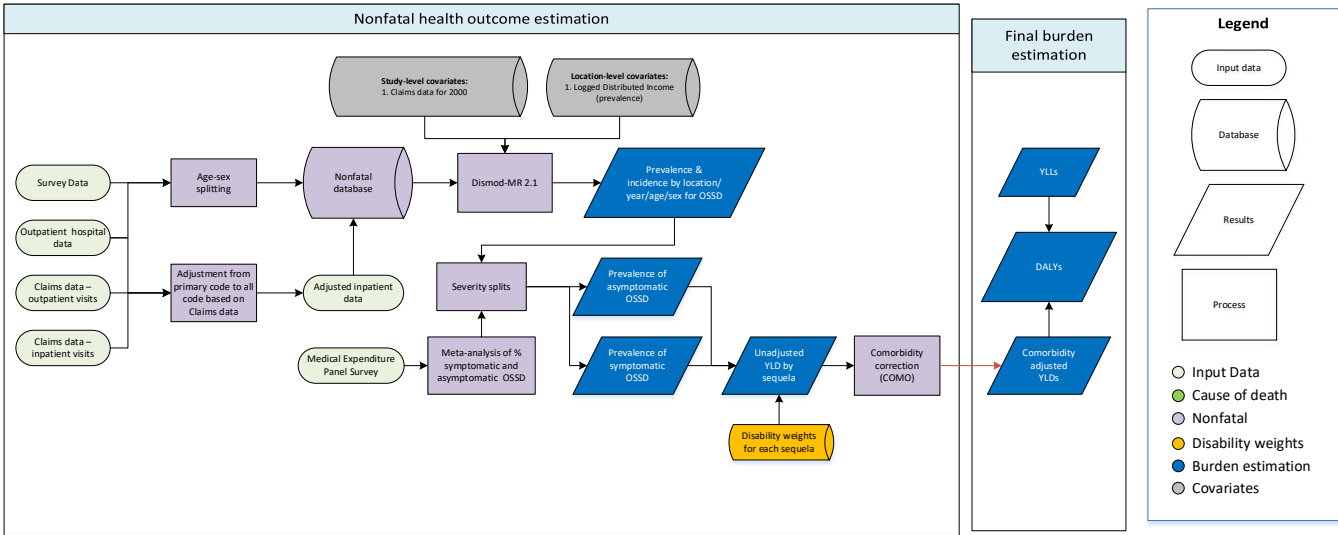 Nonfatal health outcome estimation
Final burden
estimation
Legend
Study-level covariates:
1. Claims data for 2000
Location-level covariates:
1. Logged Distributed Income
(prevalence)
Survey Data
Age-sex
splitting
Nonfatal
database
Dismod-MR 2.1
Prevalence &
incidence by location/
year/age/sex for OSSD
Outpatient hospital
data
Claims data –
outpatient visits
Claims data –
inpatient visits
Adjustment from
primary code to all
code based on
Claims data
Adjusted inpatient
data
Severity splits
Prevalence of
asymptomatic
OSSD
Medical Expenditure
Panel Survey
Meta-analysis of %
symptomatic and
asymptomatic OSSD
Prevalence of
symptomatic
OSSD
Unadjusted
YLD by
sequela
Comorbidity
correction
(COMO)
Disability weights
for each sequela
YLLs
DALYs
Comorbidity
adjusted YLDs
Input data
Database
Results
Process
Input Data
Cause of death
Nonfatal
Disability weights
Burden estimation
Covariates